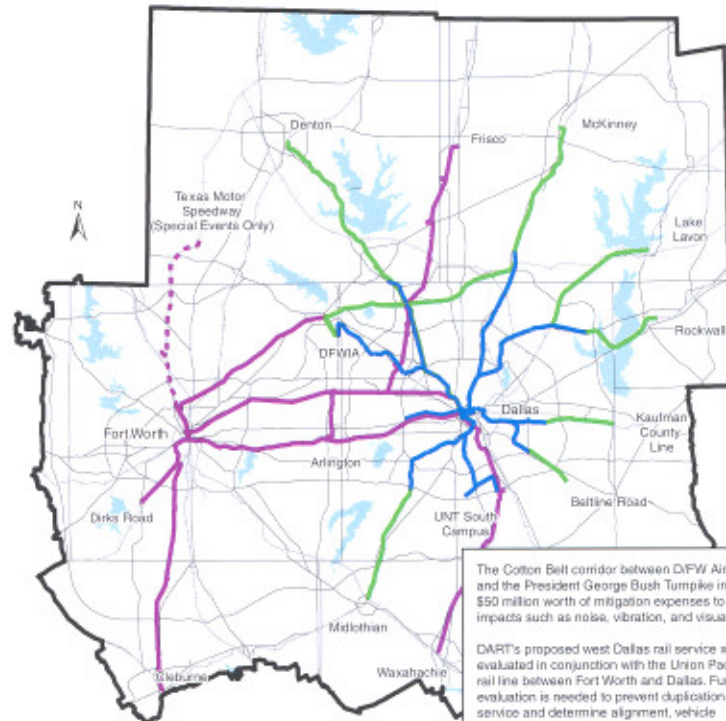 Denton
Frisco
McKinney
Texas Motor
Speedway
(Special Events Only)
N
Lake
Lavon
DFWIA
Rockwall
Fort Worth
Dallas
Kaufman
County
Line
Arlington
Dirks Road
UNT South
Campus
Beltline Road
Midlothian
Cleburne
Waxahachie
The Cotton Belt corridor between D/FW Air
and the President George Bush Turnpike in
$50 million worth of mitigation expenses to
impacts such as noise, vibration, and visua
DART's proposed west Dallas rail service w
evaluated in conjunction with the Union Pac
rail line between Fort Worth and Dallas. Fu
evaluation is needed to prevent duplication
service and determine alignment, vehicle